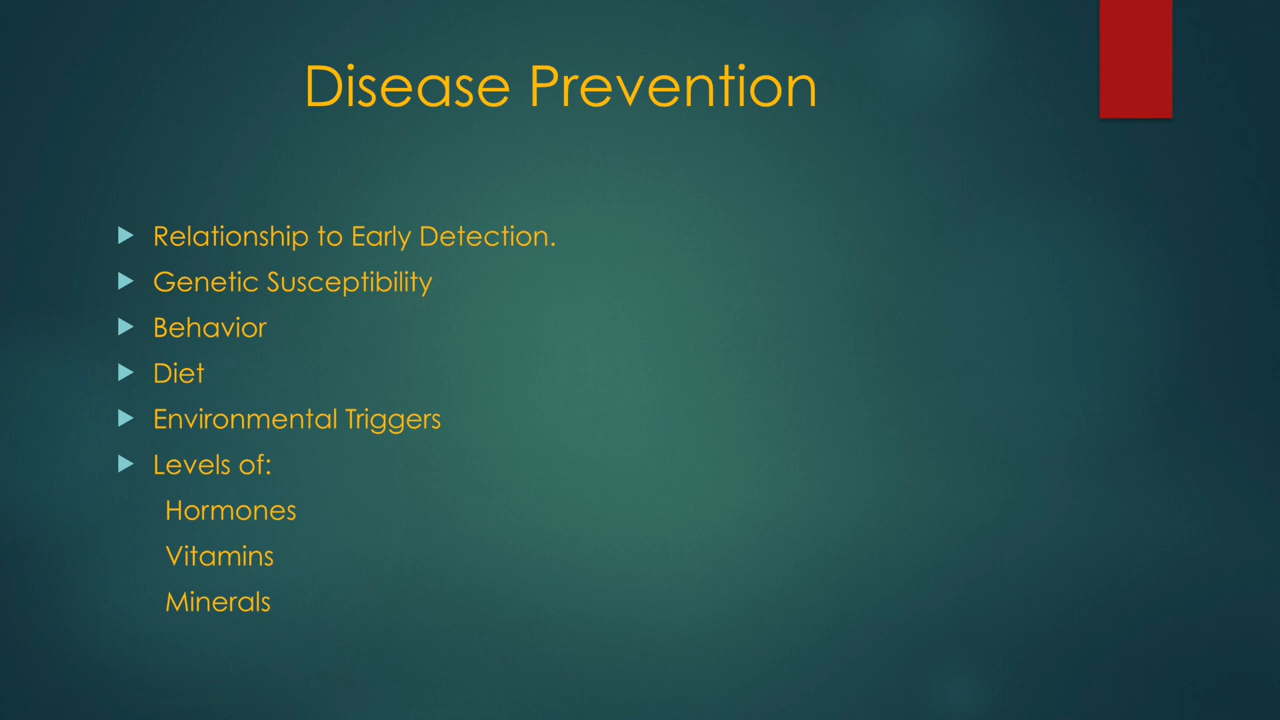 Disease Prevention
Relationship to Early Detection.
Genetic Susceptibility
Behavior
Diet
Environmental Triggers
Levels of:
Hormones
Vitamins
Minerals